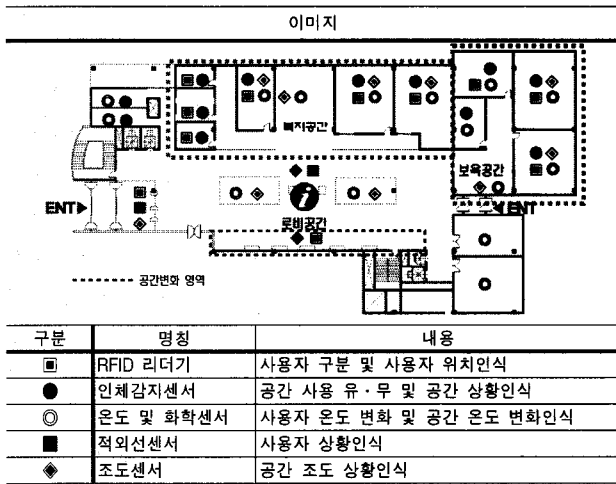 이미지
복지공간
보육공간
ENT
i
로비공간
ENT
공간변화 영역
구분 명칭 내용
RFID 리더기 사용자 구분 및 사용자 위치인식
인체감지센서 공간 사용 유·무 및 공간 상황인식
온도 및 화학센서 사용자 온도 변화 및 공간 온도 변화인식
적외선센서 사용자 상황인식
조도센서 공간 조도 상황인식